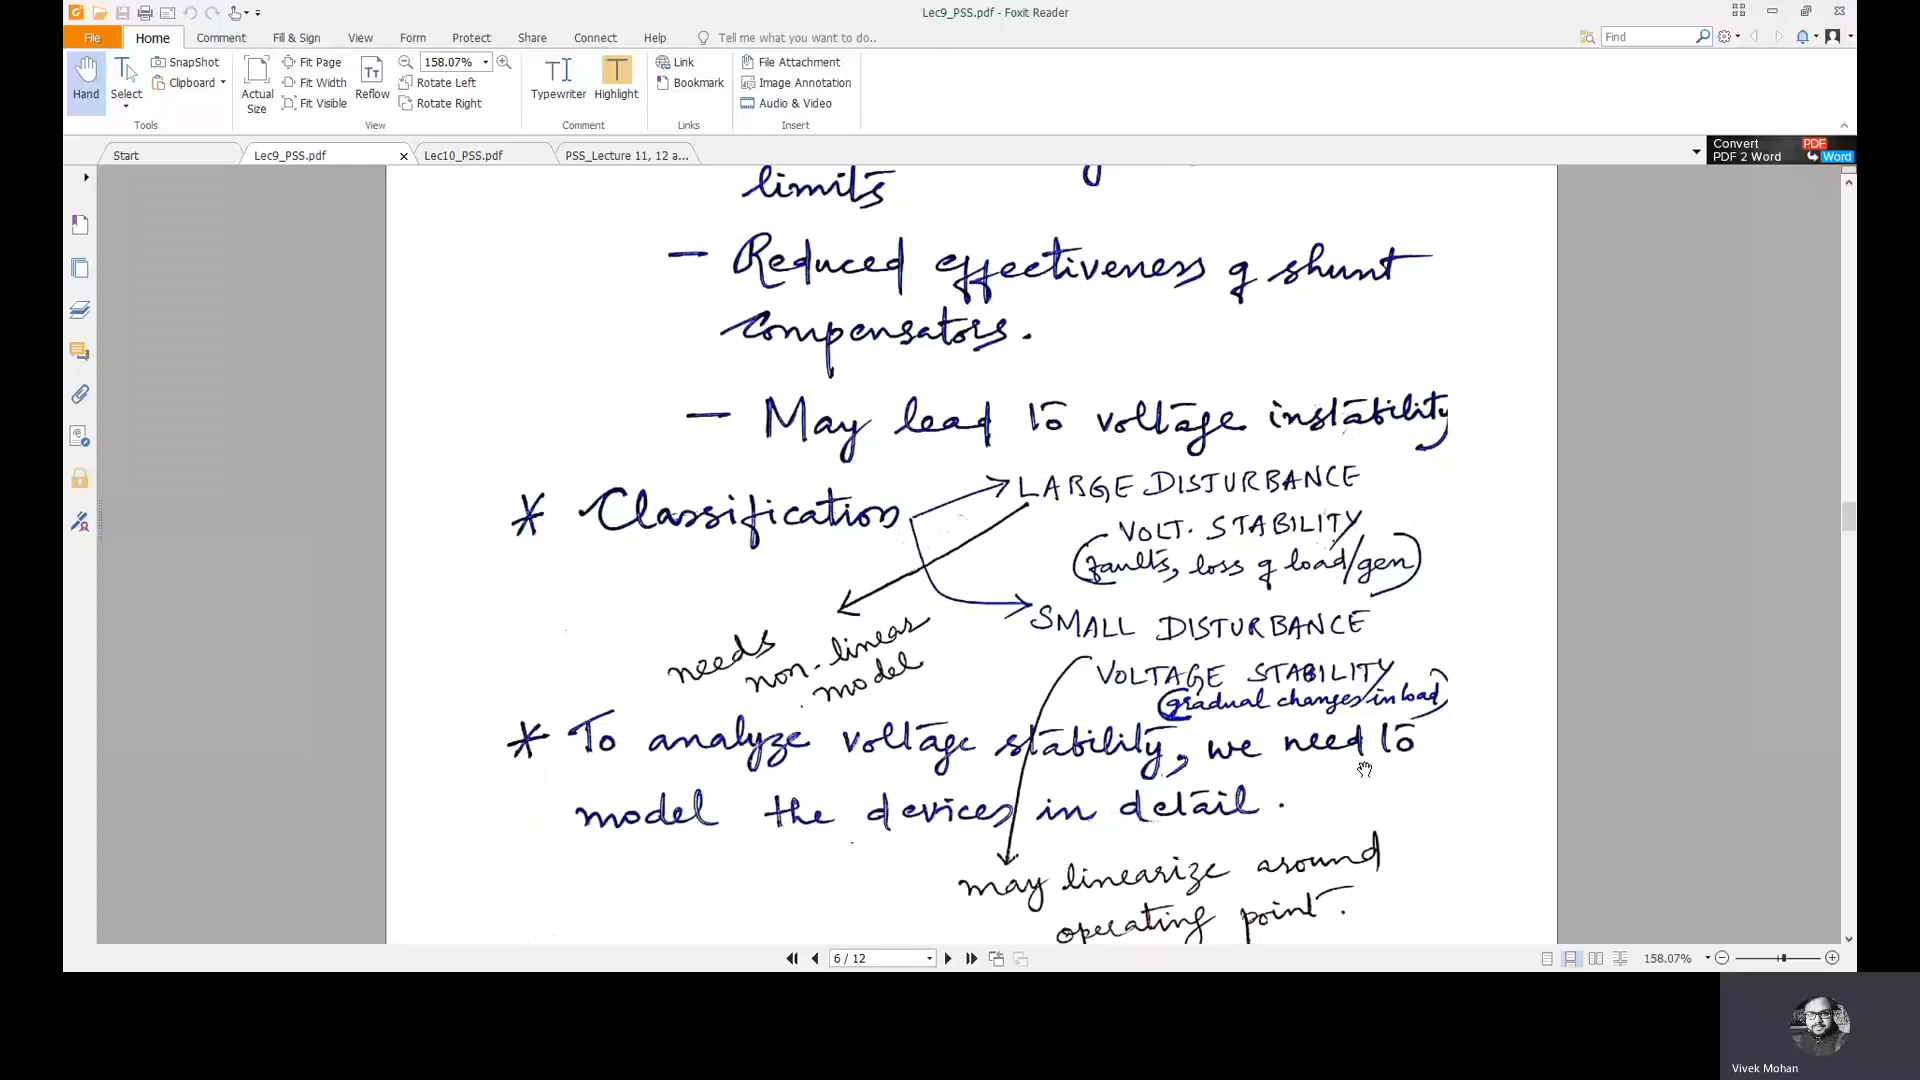 Lec9_PSS.pdf - Foxit Reader
File
Home
Comment
Fill & Sign
View
Form
Protect
Share
Connect
Help
Tell me what you want to do..
Find
Hand
Select
SnapShot
Clipboard
Actual Size
Fit Page
Fit Width
Fit Visible
Reflow
158.07%
Rotate Left
Rotate Right
Typewriter
Highlight
Link
Bookmark
File Attachment
Image Annotation
Audio & Video
Tools
View
Comment
Links
Insert
Start
Lec9_PSS.pdf
Lec10_PSS.pdf
PSS_Lecture 11, 12 a...
Convert PDF
PDF 2 Word Word
limits
- Reduced effectiveness of shunt
compensators.
- May lead to voltage instability
* Classification
LARGE DISTURBANCE
VOLT. STABILITY
(faults, loss of load/gen)
SMALL DISTURBANCE
VOLTAGE STABILITY
(gradual changes in load)
needs
non-linear
model
* To analyze voltage stability, we need to
model the devices in detail.
may linearize around
operating point.
6 / 12
158.07%
Vivek Mohan